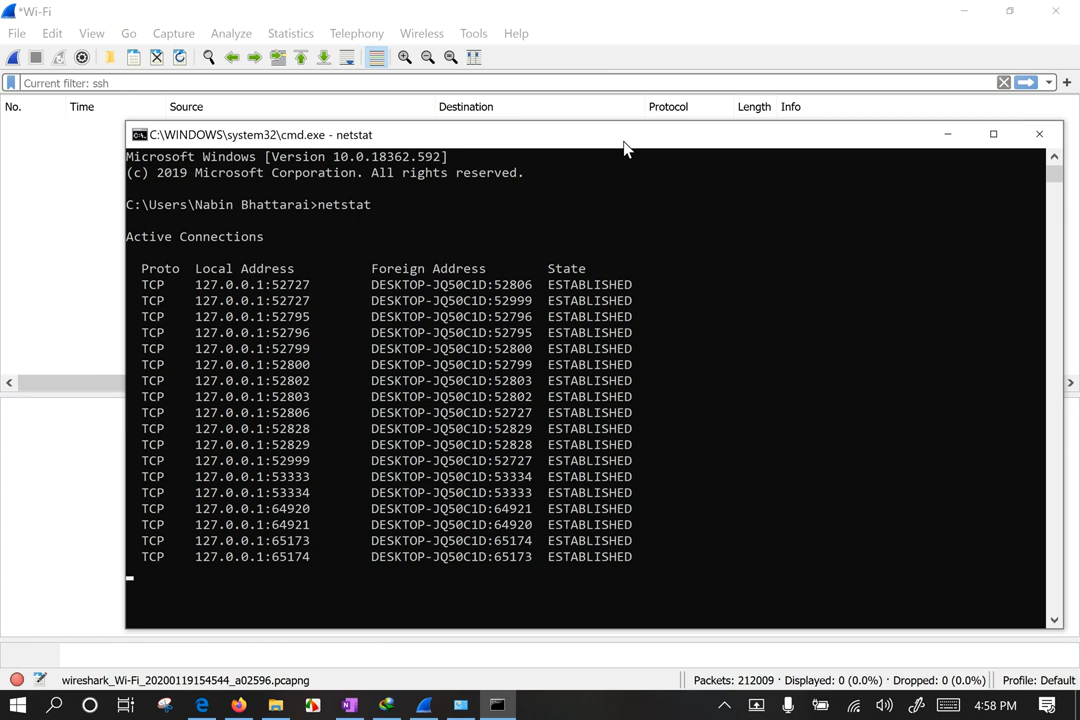 *Wi-Fi
File Edit View Go Capture Analyze Statistics Telephony Wireless Tools Help
Current filter: ssh
No. Time Source Destination Protocol Length Info
C:\WINDOWS\system32\cmd.exe - netstat
Microsoft Windows [Version 10.0.18362.592]
(c) 2019 Microsoft Corporation. All rights reserved.
C:\Users\Nabin Bhattarai>netstat
Active Connections
Proto Local Address Foreign Address State
TCP 127.0.0.1:52727 DESKTOP-JQ50C1D:52806 ESTABLISHED
TCP 127.0.0.1:52727 DESKTOP-JQ50C1D:52999 ESTABLISHED
TCP 127.0.0.1:52795 DESKTOP-JQ50C1D:52796 ESTABLISHED
TCP 127.0.0.1:52796 DESKTOP-JQ50C1D:52795 ESTABLISHED
TCP 127.0.0.1:52799 DESKTOP-JQ50C1D:52800 ESTABLISHED
TCP 127.0.0.1:52800 DESKTOP-JQ50C1D:52799 ESTABLISHED
TCP 127.0.0.1:52802 DESKTOP-JQ50C1D:52803 ESTABLISHED
TCP 127.0.0.1:52803 DESKTOP-JQ50C1D:52802 ESTABLISHED
TCP 127.0.0.1:52806 DESKTOP-JQ50C1D:52727 ESTABLISHED
TCP 127.0.0.1:52828 DESKTOP-JQ50C1D:52829 ESTABLISHED
TCP 127.0.0.1:52829 DESKTOP-JQ50C1D:52828 ESTABLISHED
TCP 127.0.0.1:52999 DESKTOP-JQ50C1D:52727 ESTABLISHED
TCP 127.0.0.1:53333 DESKTOP-JQ50C1D:53334 ESTABLISHED
TCP 127.0.0.1:53334 DESKTOP-JQ50C1D:53333 ESTABLISHED
TCP 127.0.0.1:64920 DESKTOP-JQ50C1D:64921 ESTABLISHED
TCP 127.0.0.1:64921 DESKTOP-JQ50C1D:64920 ESTABLISHED
TCP 127.0.0.1:65173 DESKTOP-JQ50C1D:65174 ESTABLISHED
TCP 127.0.0.1:65174 DESKTOP-JQ50C1D:65173 ESTABLISHED
wireshark_Wi-Fi_20200119154544_a02596.pcapng Packets: 212009 · Displayed: 0 (0.0%) · Dropped: 0 (0.0%) Profile: Default
4:58 PM